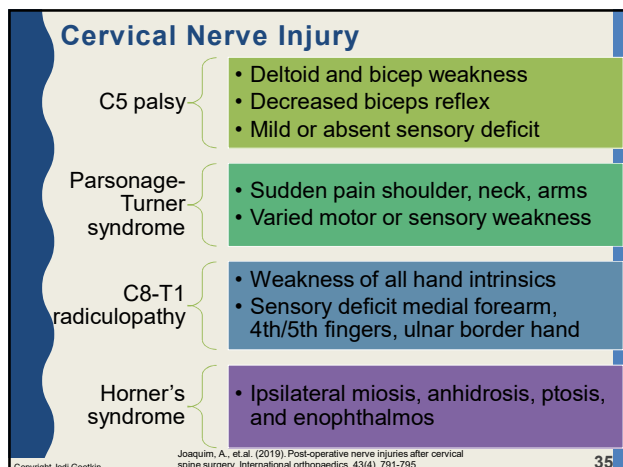 Cervical Nerve Injury
C5 palsy
• Deltoid and bicep weakness
• Decreased biceps reflex
• Mild or absent sensory deficit
Parsonage-
Turner
syndrome
• Sudden pain shoulder, neck, arms
• Varied motor or sensory weakness
C8-T1
radiculopathy
• Weakness of all hand intrinsics
• Sensory deficit medial forearm,
4th/5th fingers, ulnar border hand
Horner's
syndrome
• Ipsilateral miosis, anhidrosis, ptosis,
and enophthalmos
Joaquim, A., et.al. (2019). Post-operative nerve injuries after cervical
spine surgery. International orthopaedics, 43(4), 791-795
35